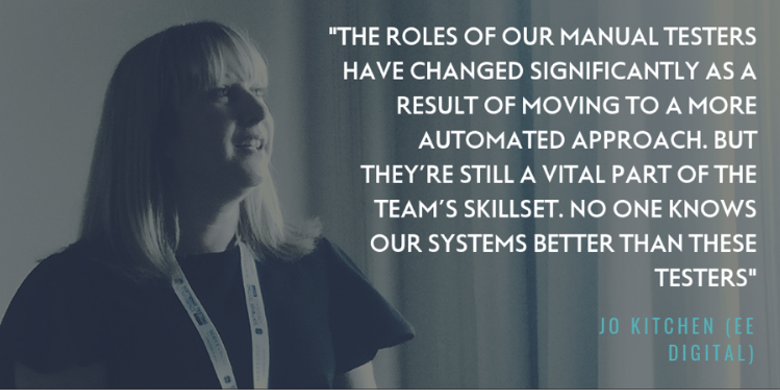 "THE ROLES OF OUR MANUAL TESTERS
HAVE CHANGED SIGNIFICANTLY AS A
RESULT OF MOVING TO A MORE
AUTOMATED APPROACH. BUT
THEY’RE STILL A VITAL PART OF THE
TEAM’S SKILLSET. NO ONE KNOWS
OUR SYSTEMS BETTER THAN THESE
TESTERS"
JO KITCHEN (EE
DIGITAL)